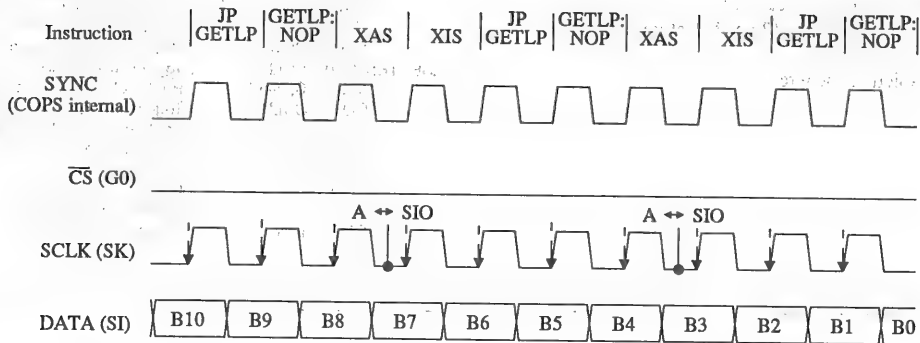 Instruction
JP GETLP
GETLP: NOP
XAS
XIS
JP GETLP
GETLP: NOP
XAS
XIS
JP GETLP
GETLP: NOP
SYNC
(COPS internal)
CS (G0)
A ↔ SIO
A ↔ SIO
SCLK (SK)
DATA (SI)
B10
B9
B8
B7
B6
B5
B4
B3
B2
B1
B0